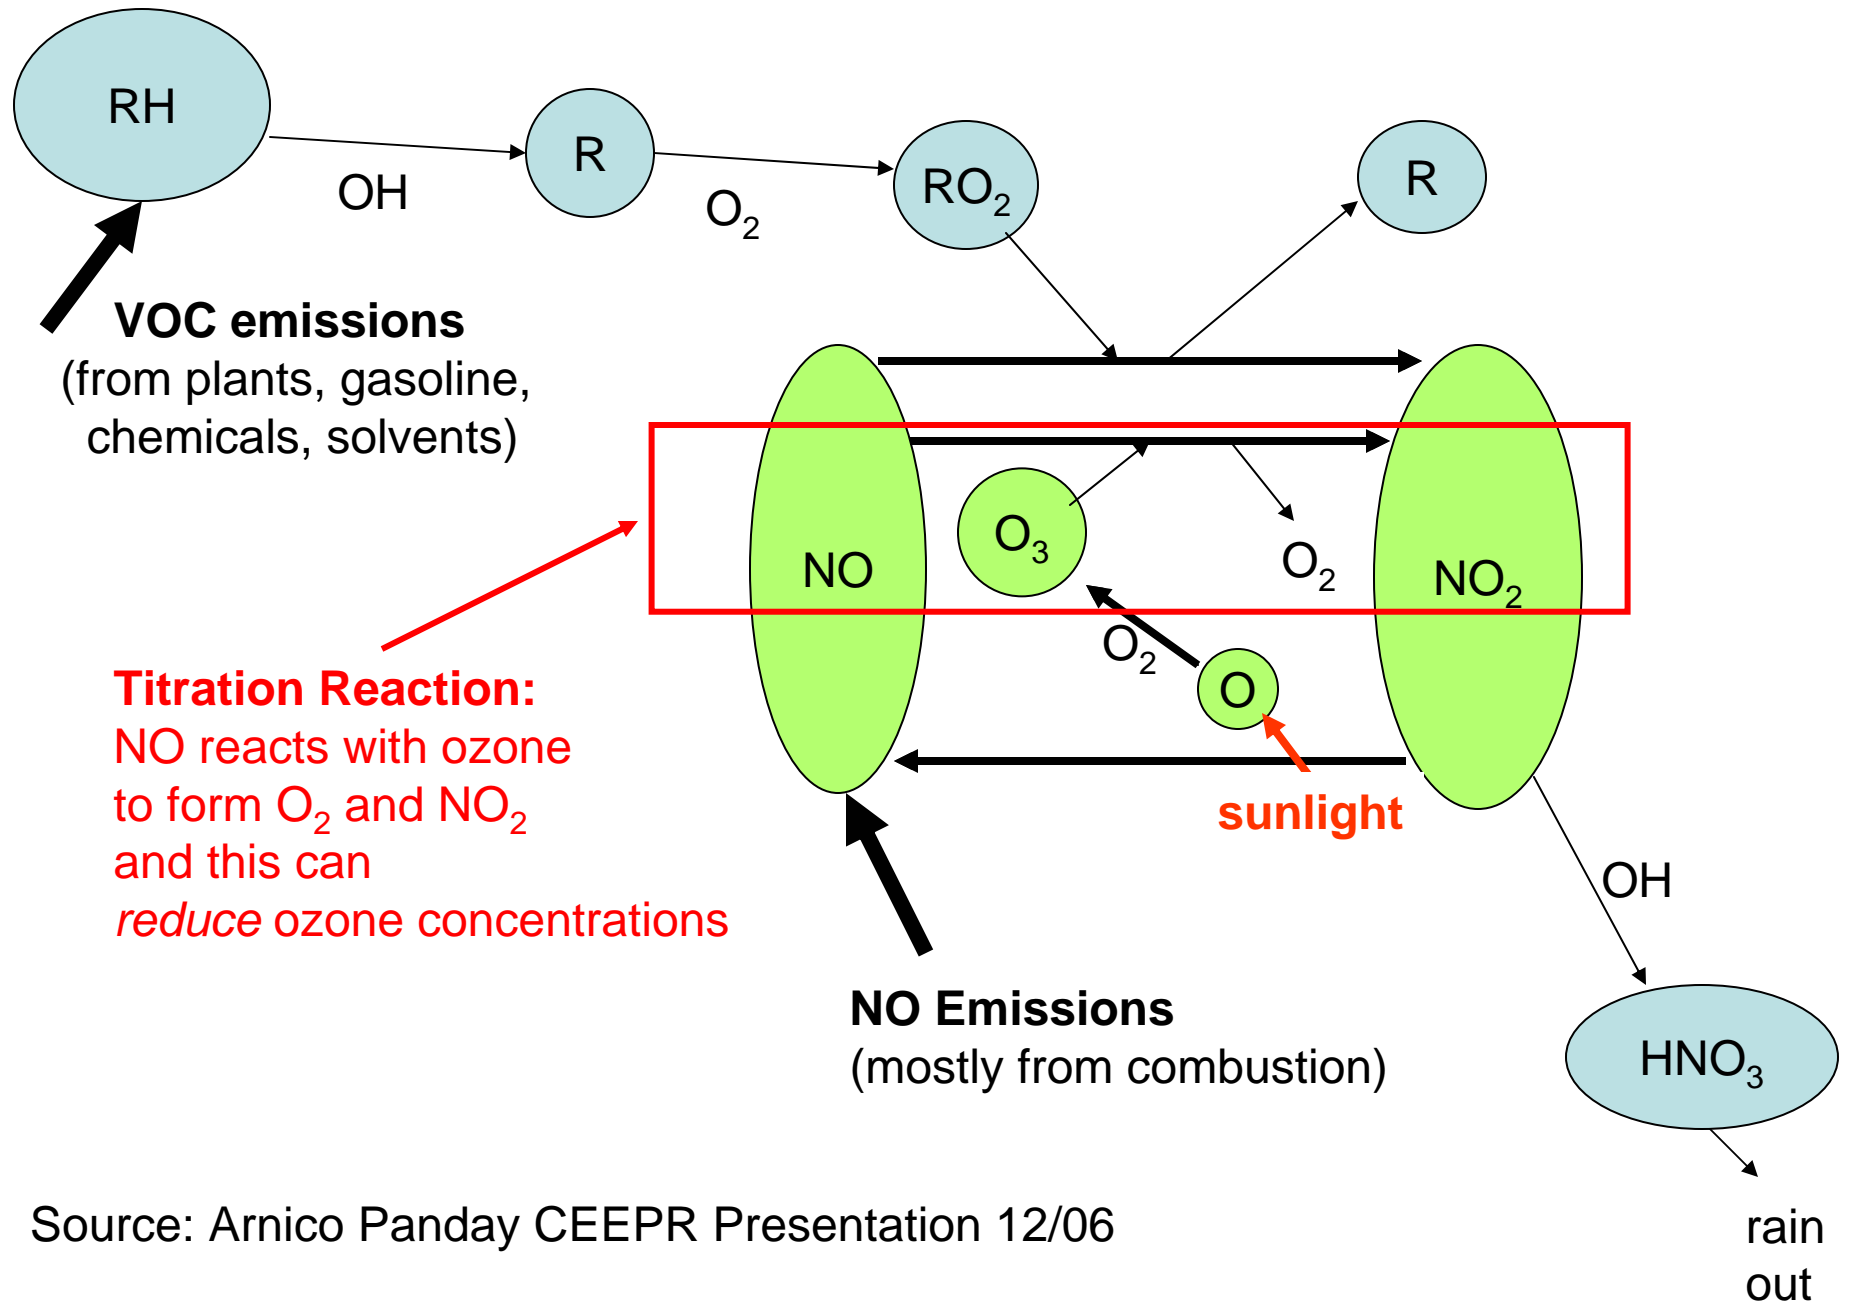 RH
R
RO₂
R
OH
O₂
VOC emissions
(from plants, gasoline,
chemicals, solvents)
O₃
O₂
NO
NO₂
O₂
O
sunlight
Titration Reaction:
NO reacts with ozone
to form O₂ and NO₂
and this can
reduce ozone concentrations
OH
NO Emissions
(mostly from combustion)
HNO₃
Source: Arnico Panday CEEPR Presentation 12/06
rain
out